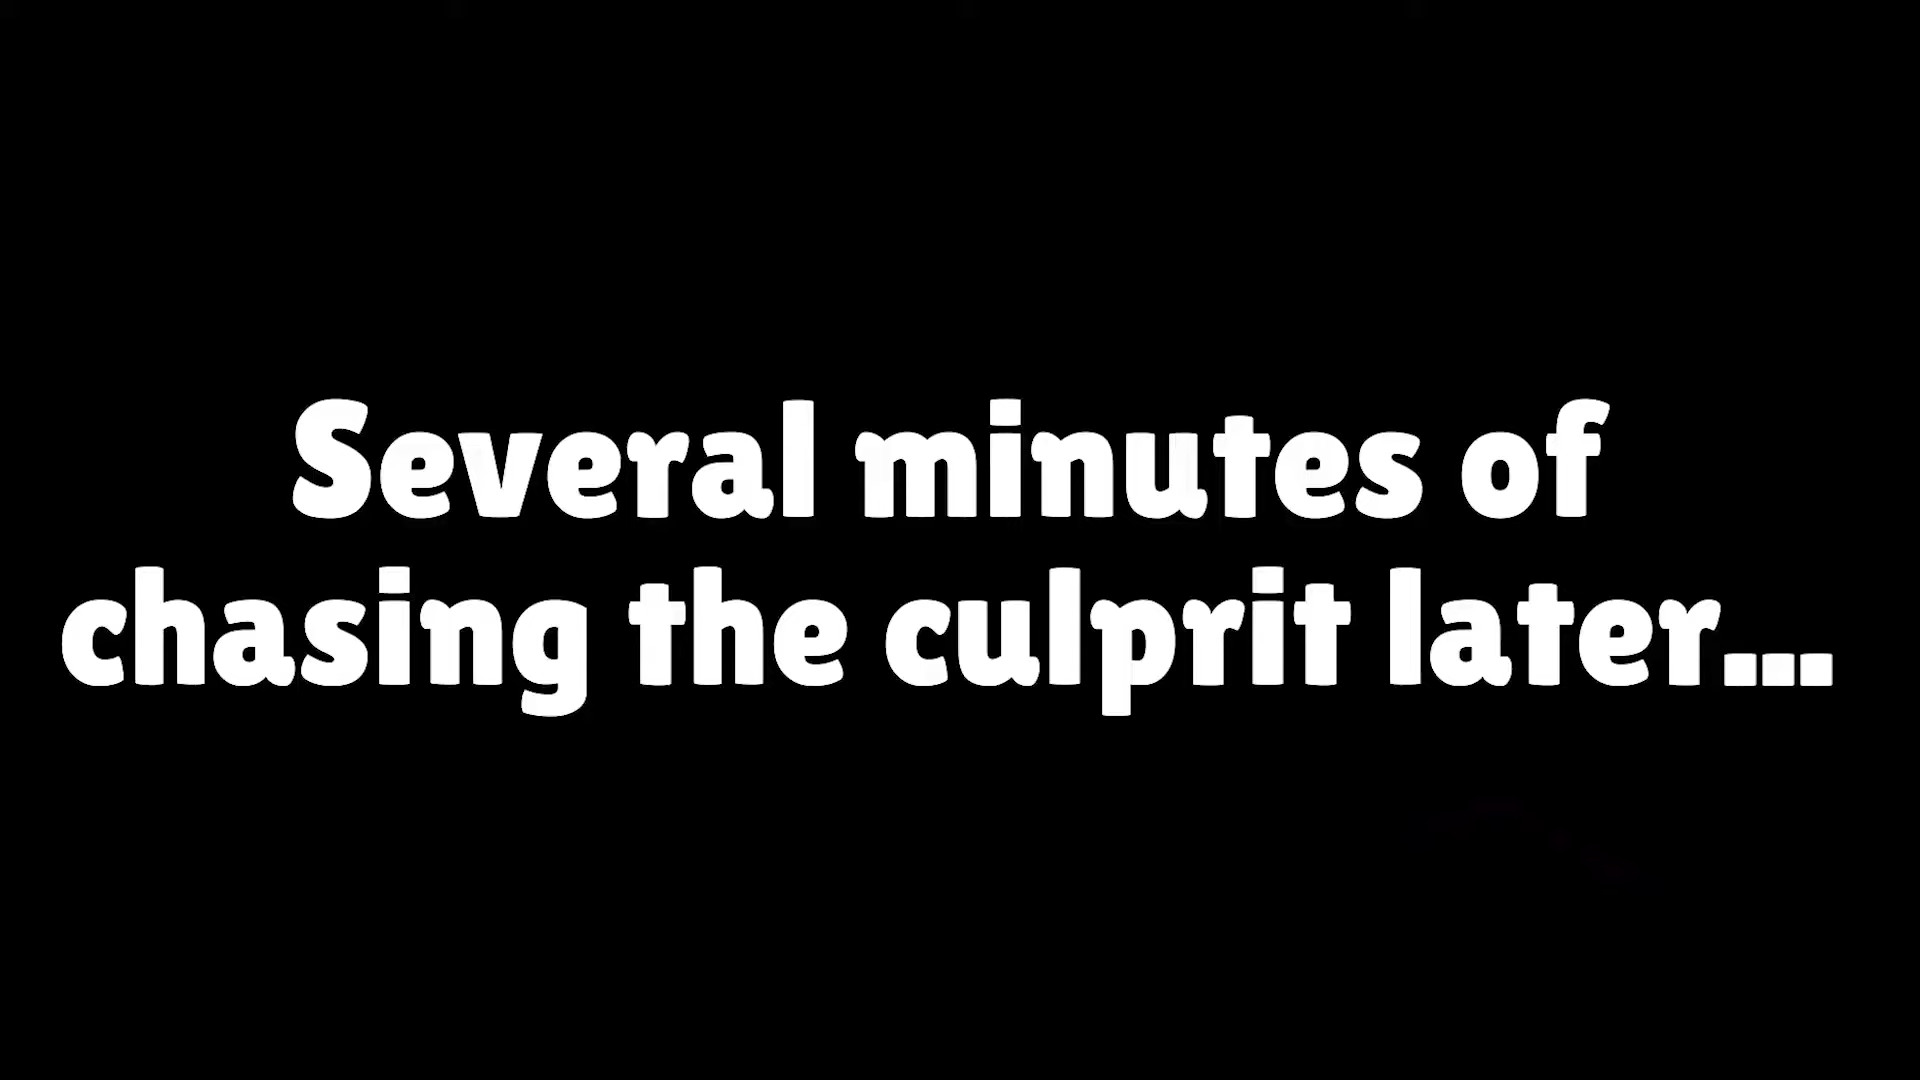 Several minutes of
chasing the culprit later...